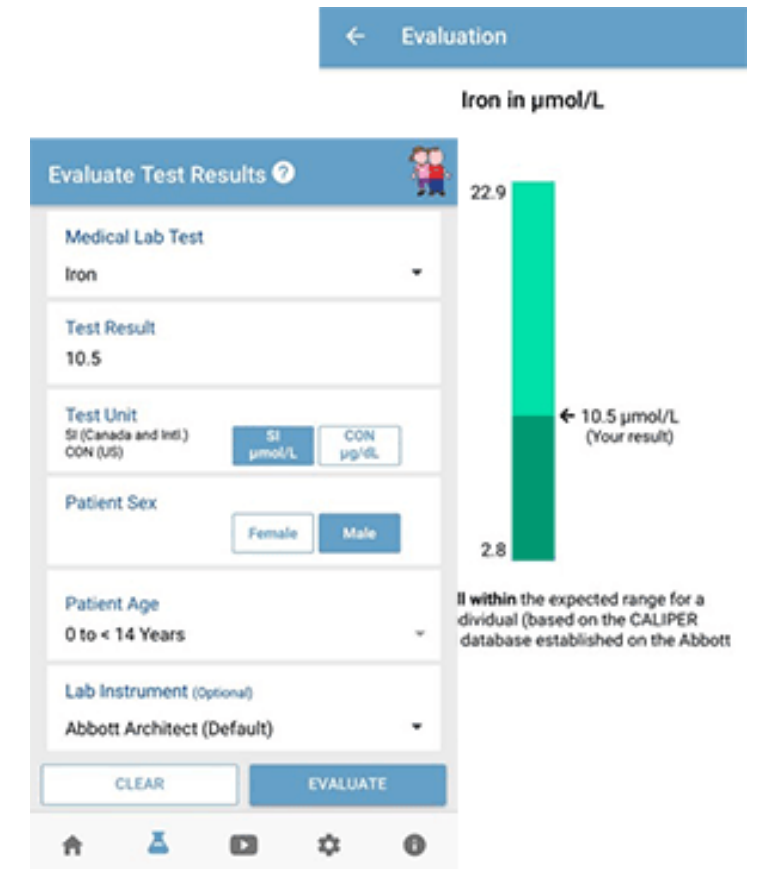 Evaluation
Iron in µmol/L
22.9
← 10.5 µmol/L
(Your result)
2.8
ll within the expected range for a
dividual (based on the CALIPER
database established on the Abbott
Evaluate Test Results ?
Medical Lab Test
Iron
Test Result
10.5
Test Unit
SI (Canada and Intl.)
CON (US)
SI
µmol/L
CON
µg/dL
Patient Sex
Female
Male
Patient Age
0 to < 14 Years
Lab Instrument (Optional)
Abbott Architect (Default)
CLEAR
EVALUATE